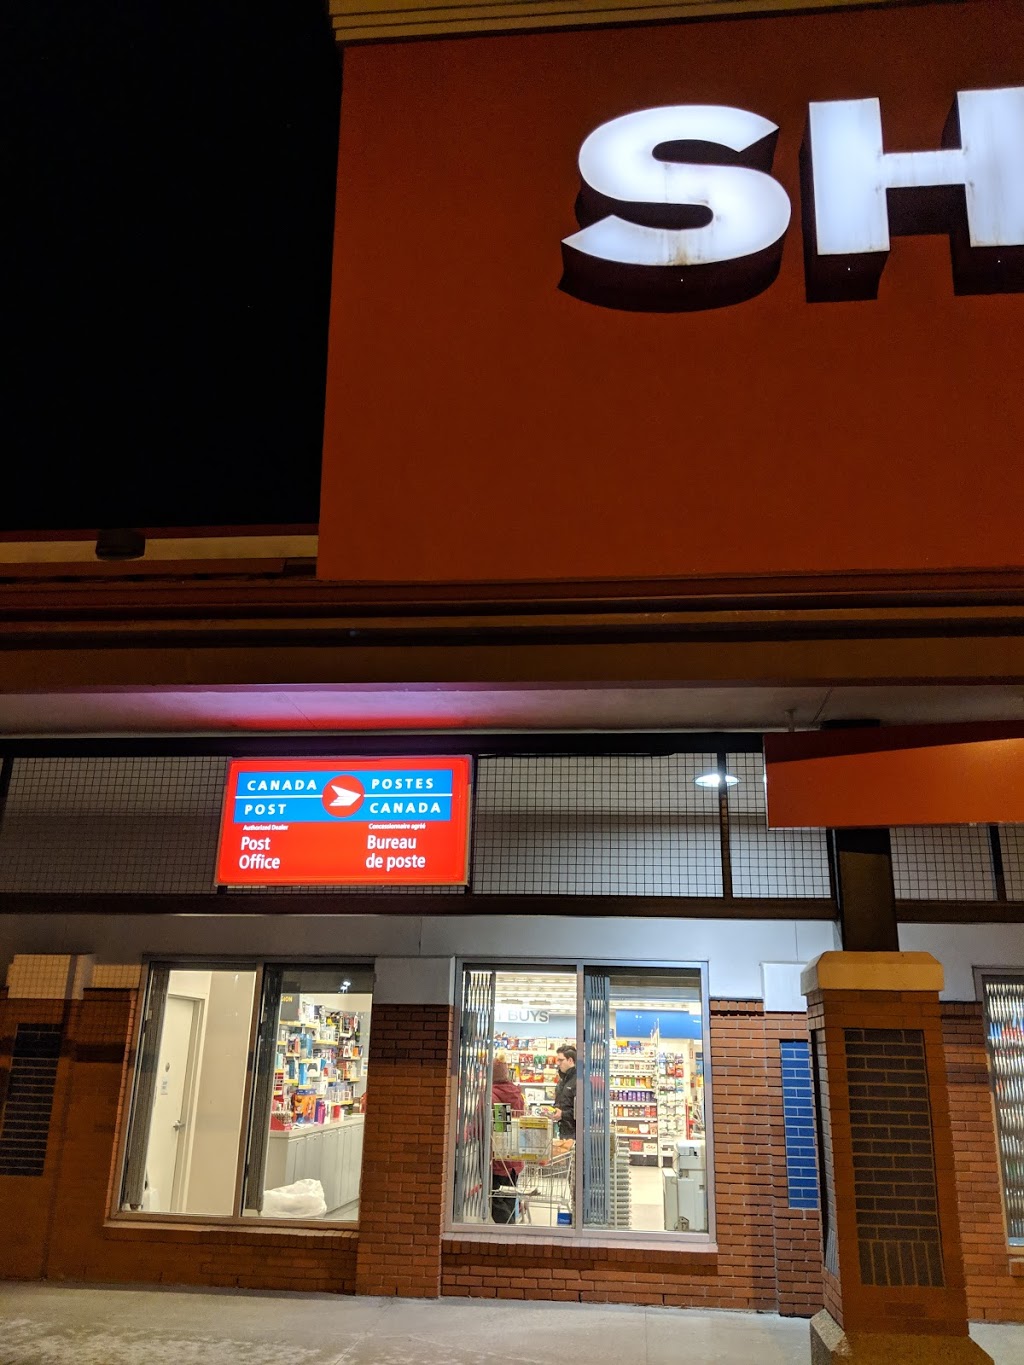 SH
CANADA POSTES
POST CANADA
Authorized Dealer Concessionnaire agréé
Post Bureau
Office de poste
BUYS